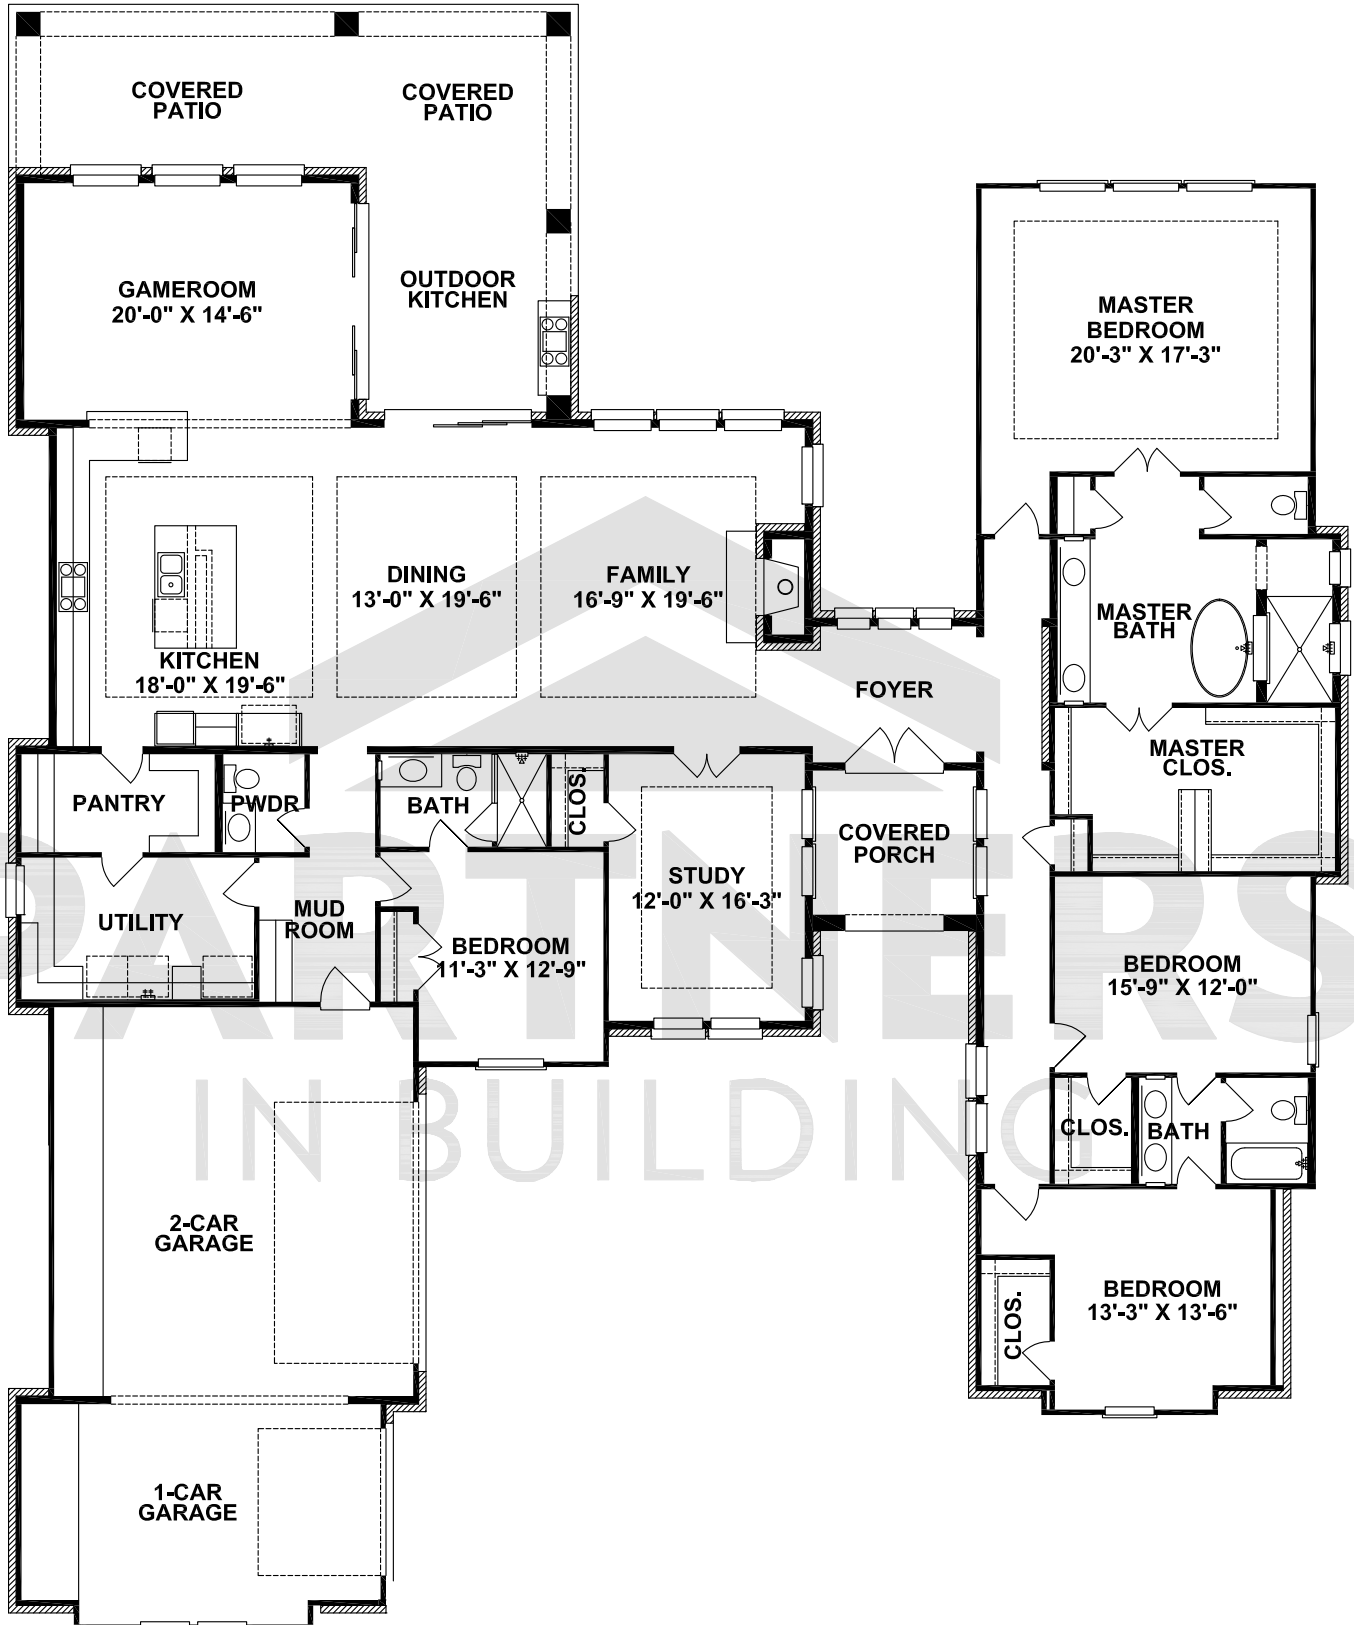 COVERED
PATIO
COVERED
PATIO
GAMEROOM
20'-0" X 14'-6"
OUTDOOR
KITCHEN
MASTER
BEDROOM
20'-3" X 17'-3"
DINING
13'-0" X 19'-6"
FAMILY
16'-9" X 19'-6"
KITCHEN
18'-0" X 19'-6"
MASTER
BATH
FOYER
MASTER
CLOS.
PANTRY
PWDR
BATH
CLOS.
COVERED
PORCH
STUDY
12'-0" X 16'-3"
UTILITY
MUD
ROOM
BEDROOM
11'-3" X 12'-9"
BEDROOM
15'-9" X 12'-0"
PARTNERS
IN BUILDING
CLOS.
BATH
2-CAR
GARAGE
BEDROOM
13'-3" X 13'-6"
CLOS.
1-CAR
GARAGE